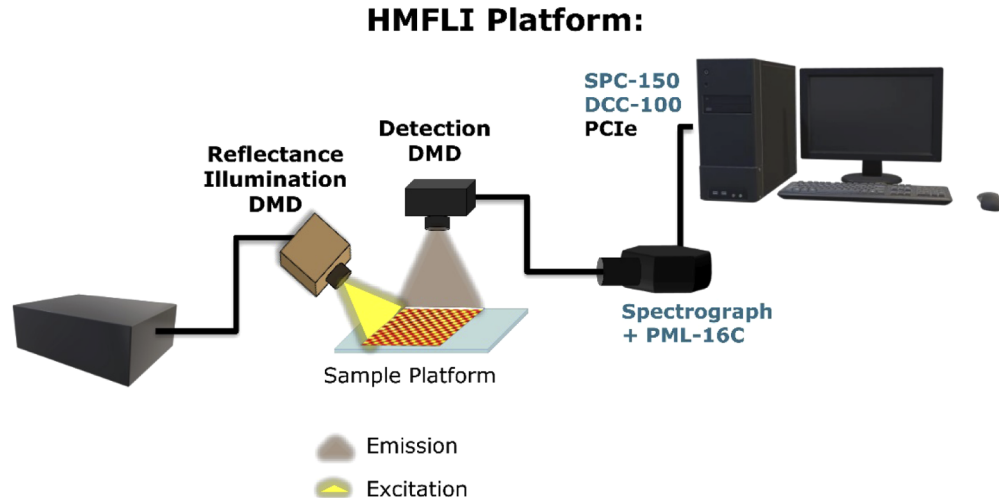 HMFLI Platform:
SPC-150
DCC-100
PCIe
Detection
DMD
Reflectance
Illumination
DMD
Spectrograph
+ PML-16C
Sample Platform
Emission
Excitation